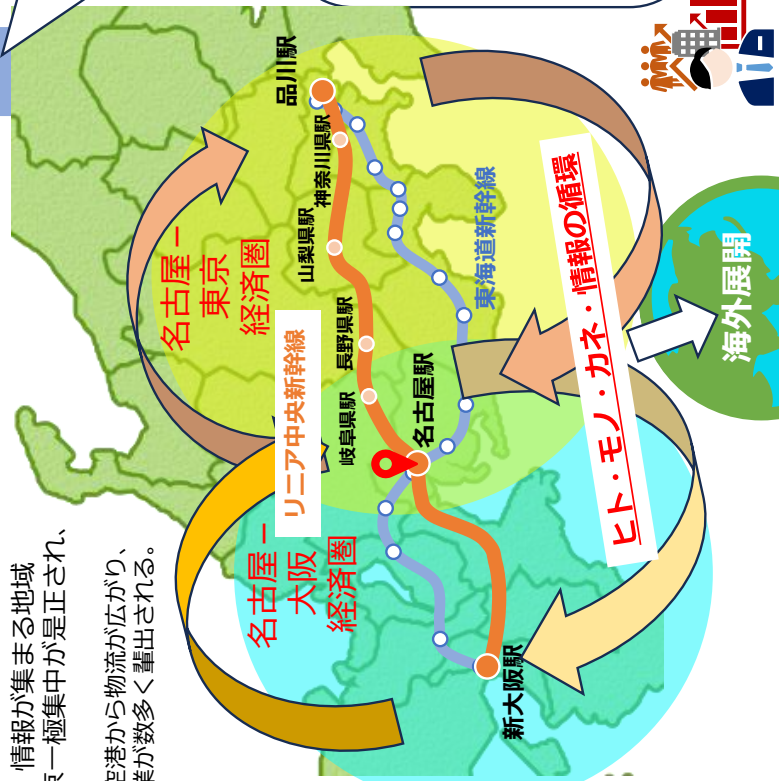 情報が集まる地域
一極集中が是正され、
空港から物流が広がり、
が数多く輩出される。
名古屋ー
東京
経済圏
リニア中央新幹線
名古屋ー
大阪
経済圏
品川駅
神奈川県駅
山梨県駅
長野県駅
岐阜県駅
名古屋駅
新大阪駅
東海道新幹線
ヒト・モノ・カネ・情報の循環
海外展開